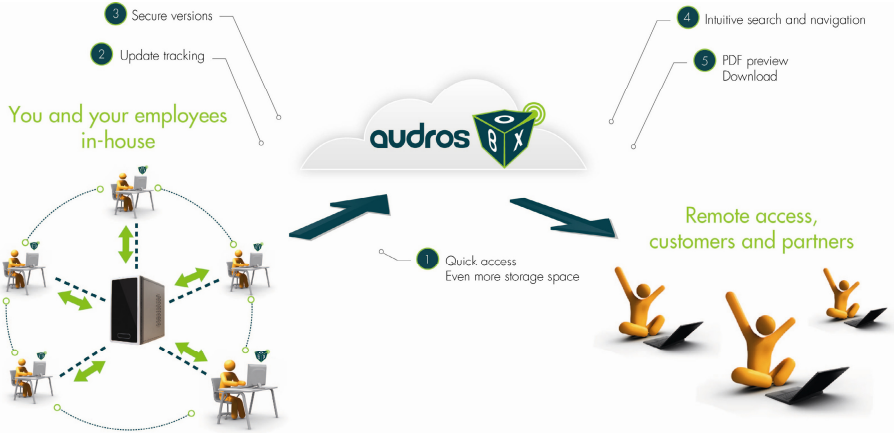 3 Secure versions
2 Update tracking
4 Intuitive search and navigation
5 PDF preview
Download
You and your employees
in-house
audros
B O X
Remote access,
customers and partners
1 Quick access
Even more storage space